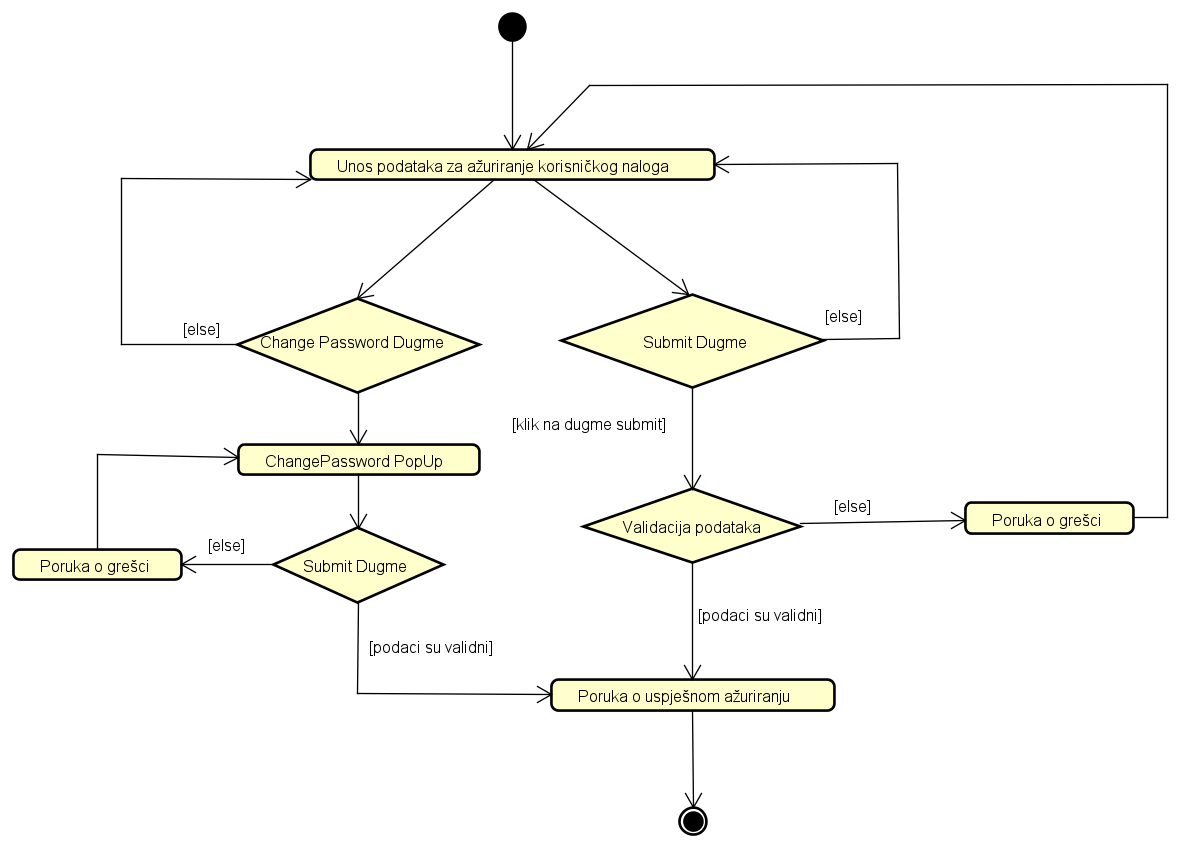 Unos podataka za ažuriranje korisničkog naloga
[else]
Change Password Dugme
Submit Dugme
[else]
[klik na dugme submit]
ChangePassword PopUp
Validacija podataka
[else]
Poruka o grešci
[else]
Poruka o grešci
Submit Dugme
[podaci su validni]
[podaci su validni]
Poruka o uspješnom ažuriranju